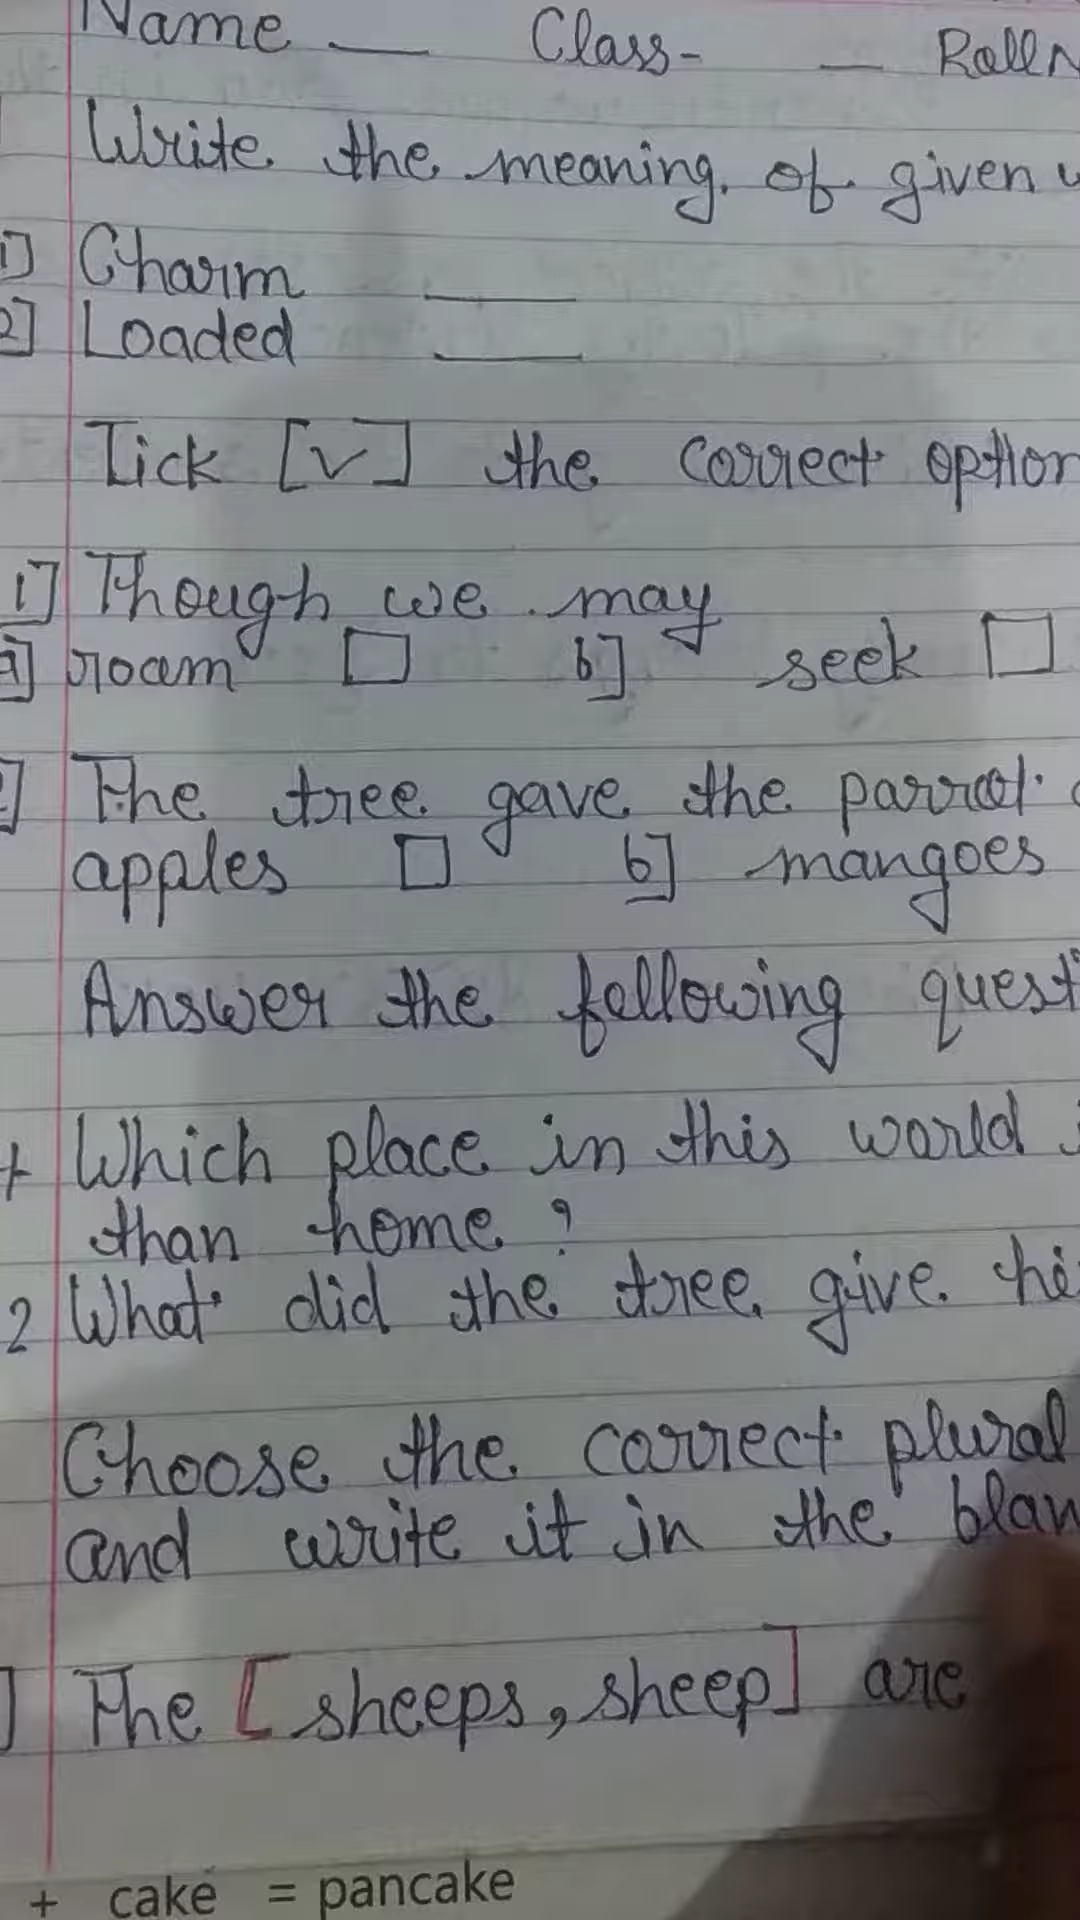 Name __ Class- __ Roll N
Write the meaning of given
1] Charm ___
2] Loaded ___
Tick [✓] the correct option
1] Though we may
a] roam □ b] seek □
2] The tree gave the parrot
apples □ b] mangoes
Answer the following quest
1 Which place in this world
than home ?
2 What did the tree give hi
Choose the correct plural
and write it in the blan
] The [ sheeps, sheep] are
+ cake = pancake